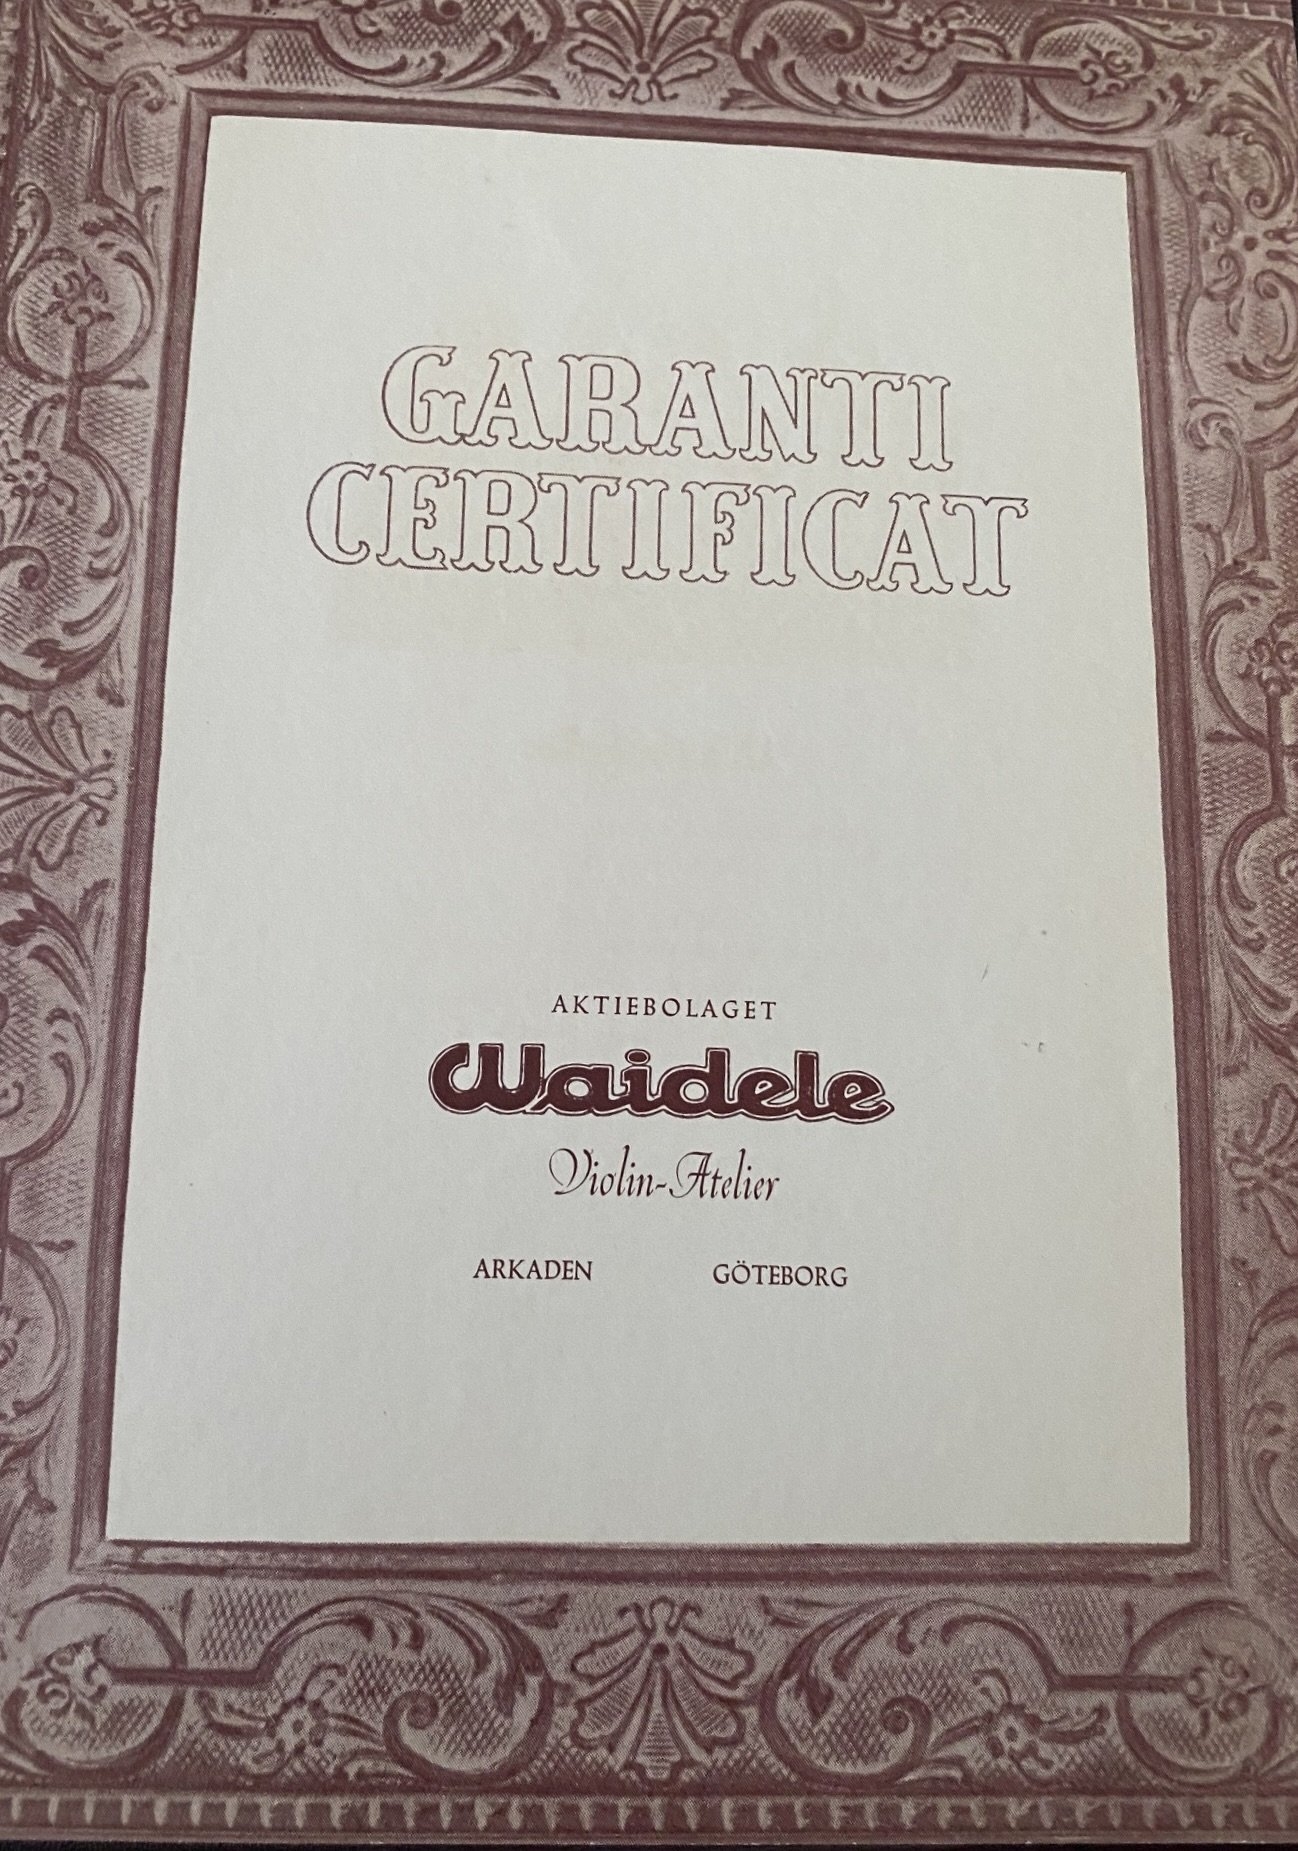 GARANTI
CERTIFICAT
AKTIEBOLAGET
Waidele
Violin-Atelier
ARKADEN GÖTEBORG